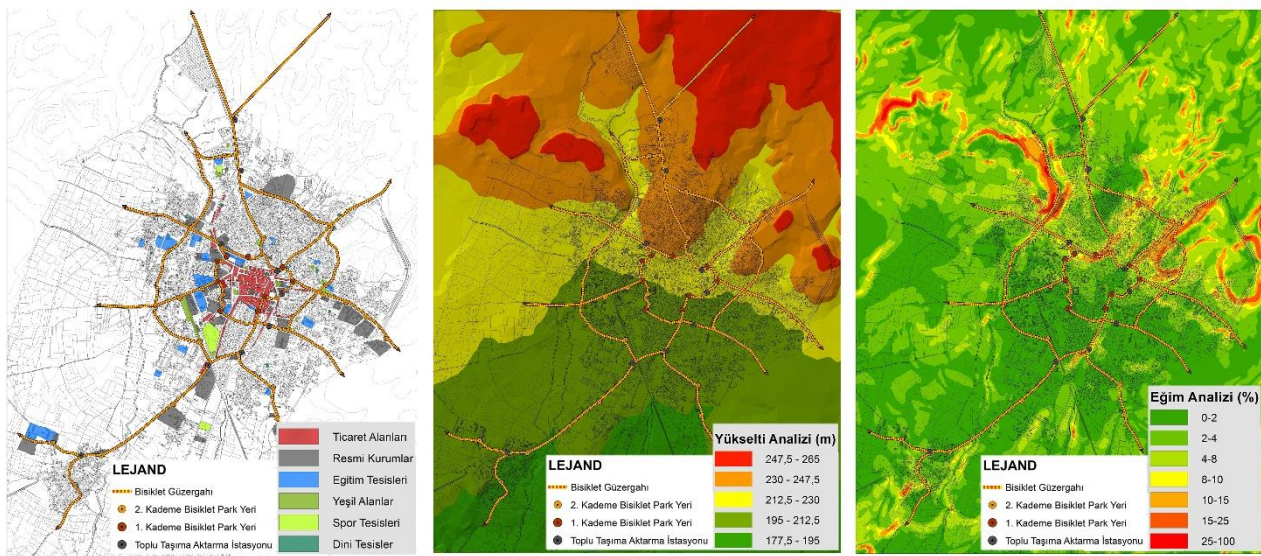 LEJAND
Bisiklet Güzergahı
2. Kademe Bisiklet Park Yeri
1. Kademe Bisiklet Park Yeri
Toplu Taşıma Aktarma İstasyonu
Ticaret Alanları
Resmi Kurumlar
Egitim Tesisleri
Yeşil Alanlar
Spor Tesisleri
Dini Tesisler
LEJAND
Bisiklet Güzergahı
2. Kademe Bisiklet Park Yeri
1. Kademe Bisiklet Park Yeri
Toplu Taşıma Aktarma İstasyonu
Yükselti Analizi (m)
247,5 - 265
230 - 247,5
212,5 - 230
195 - 212,5
177,5 - 195
LEJAND
Bisiklet Güzergahı
2. Kademe Bisiklet Park Yeri
1. Kademe Bisiklet Park Yeri
Toplu Taşıma Aktarma İstasyonu
Eğim Analizi (%)
0-2
2-4
4-8
8-10
10-15
15-25
25-100